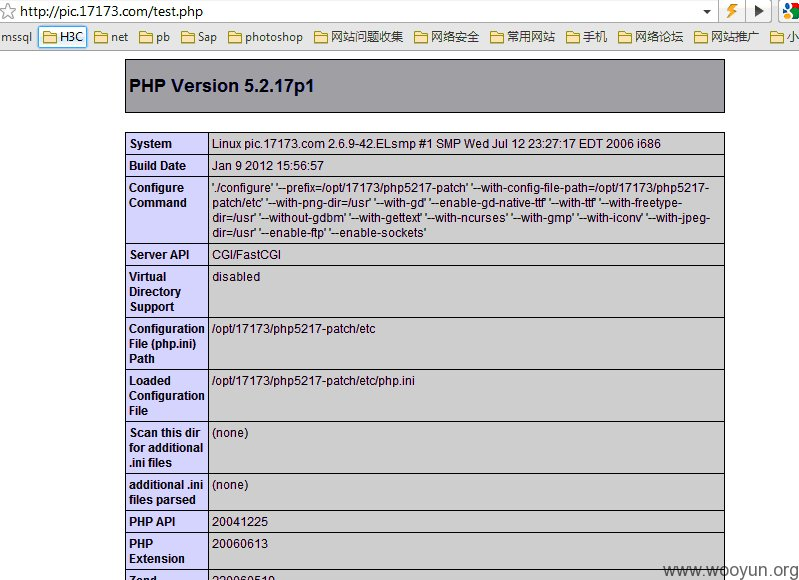 http://pic.17173.com/test.php
mssql H3C net pb Sap photoshop 网站问题收集 网络安全 常用网站 手机 网络论坛 网站推广 小
PHP Version 5.2.17p1
System Linux pic.17173.com 2.6.9-42.ELsmp #1 SMP Wed Jul 12 23:27:17 EDT 2006 i686
Build Date Jan 9 2012 15:56:57
Configure './configure' '--prefix=/opt/17173/php5217-patch' '--with-config-file-path=/opt/17173/php5217-
Command patch/etc' '--with-png-dir=/usr' '--with-gd' '--enable-gd-native-ttf' '--with-ttf' '--with-freetype-
dir=/usr' '--without-gdbm' '--with-gettext' '--with-ncurses' '--with-gmp' '--with-iconv' '--with-jpeg-
dir=/usr' '--enable-ftp' '--enable-sockets'
Server API CGI/FastCGI
Virtual disabled
Directory
Support
Configuration /opt/17173/php5217-patch/etc
File (php.ini)
Path
Loaded /opt/17173/php5217-patch/etc/php.ini
Configuration
File
Scan this dir (none)
for additional
.ini files
additional .ini (none)
files parsed
PHP API 20041225
PHP 20060613
Extension
Zend 220060519
www.wooyun.org